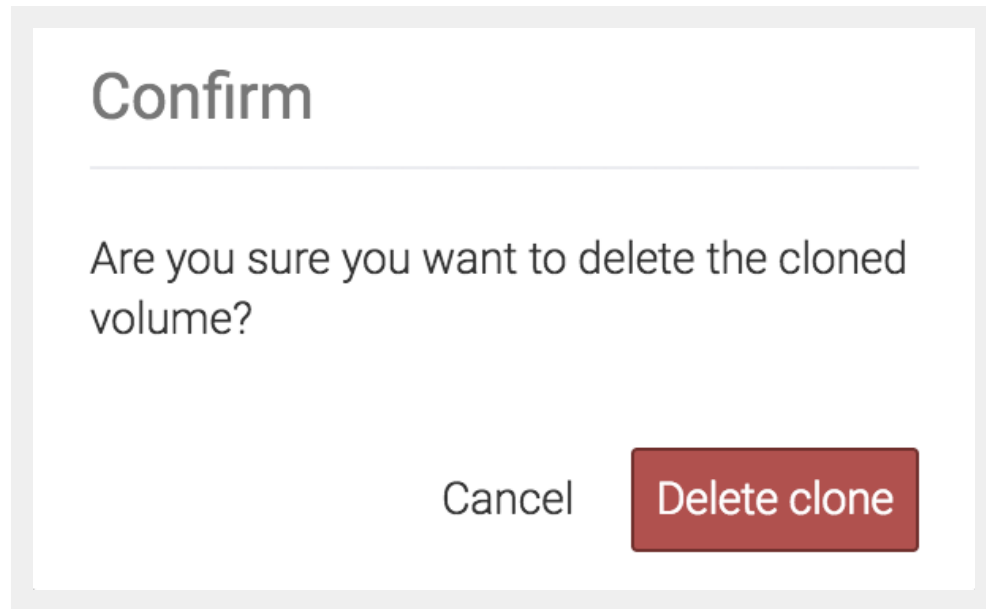 Confirm
Are you sure you want to delete the cloned
volume?
Cancel
Delete clone